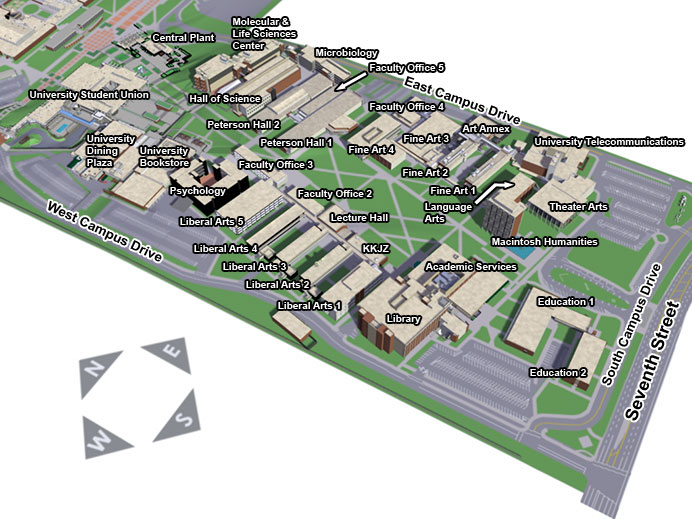 Molecular &
Life Sciences
Center
Central Plant
Microbiology
Faculty Office 5
East Campus Drive
University Student Union
Hall of Science
Faculty Office 4
Peterson Hall 2
Art Annex
Peterson Hall 1
Fine Art 3
University Telecommunications
University
Dining
Plaza
University
Bookstore
Fine Art 4
Faculty Office 3
Fine Art 2
Psychology
Faculty Office 2
Fine Art 1
Language
Arts
Theater Arts
West Campus Drive
Liberal Arts 5
Lecture Hall
Macintosh Humanities
Liberal Arts 4
KKJZ
Liberal Arts 3
Academic Services
Liberal Arts 2
Liberal Arts 1
Library
Education 1
South Campus Drive
Seventh Street
Education 2
N
E
W
S